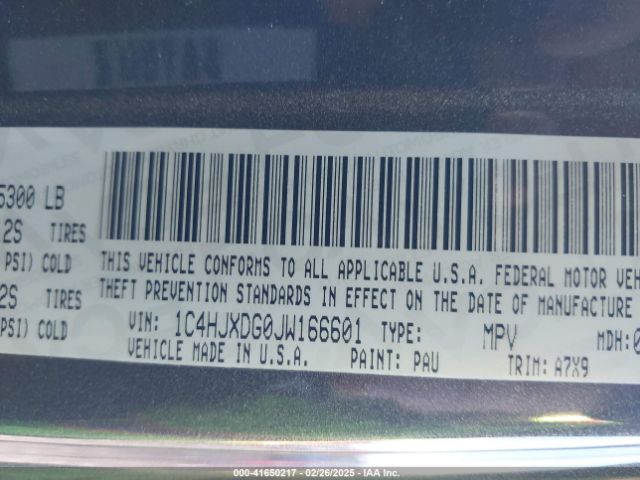 5300 LB
2S TIRES
PSI) COLD
2S TIRES
PSI) COLD
THIS VEHICLE CONFORMS TO ALL APPLICABLE U.S.A. FEDERAL MOTOR VEH
THEFT PREVENTION STANDARDS IN EFFECT ON THE DATE OF MANUFACTURE
VIN: 1C4HJXDG0JW166601 TYPE: MPV MDH:0
VEHICLE MADE IN U.S.A. PAINT: PAU TRIM: A7X9
000-41650217 - 02/26/2025 - IAA Inc.